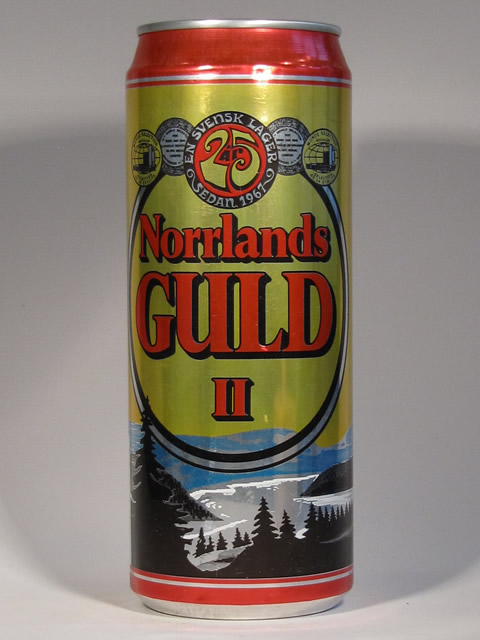 EN SVENSK LAGER
25
SEDAN 1967
Norrlands
GULD
II